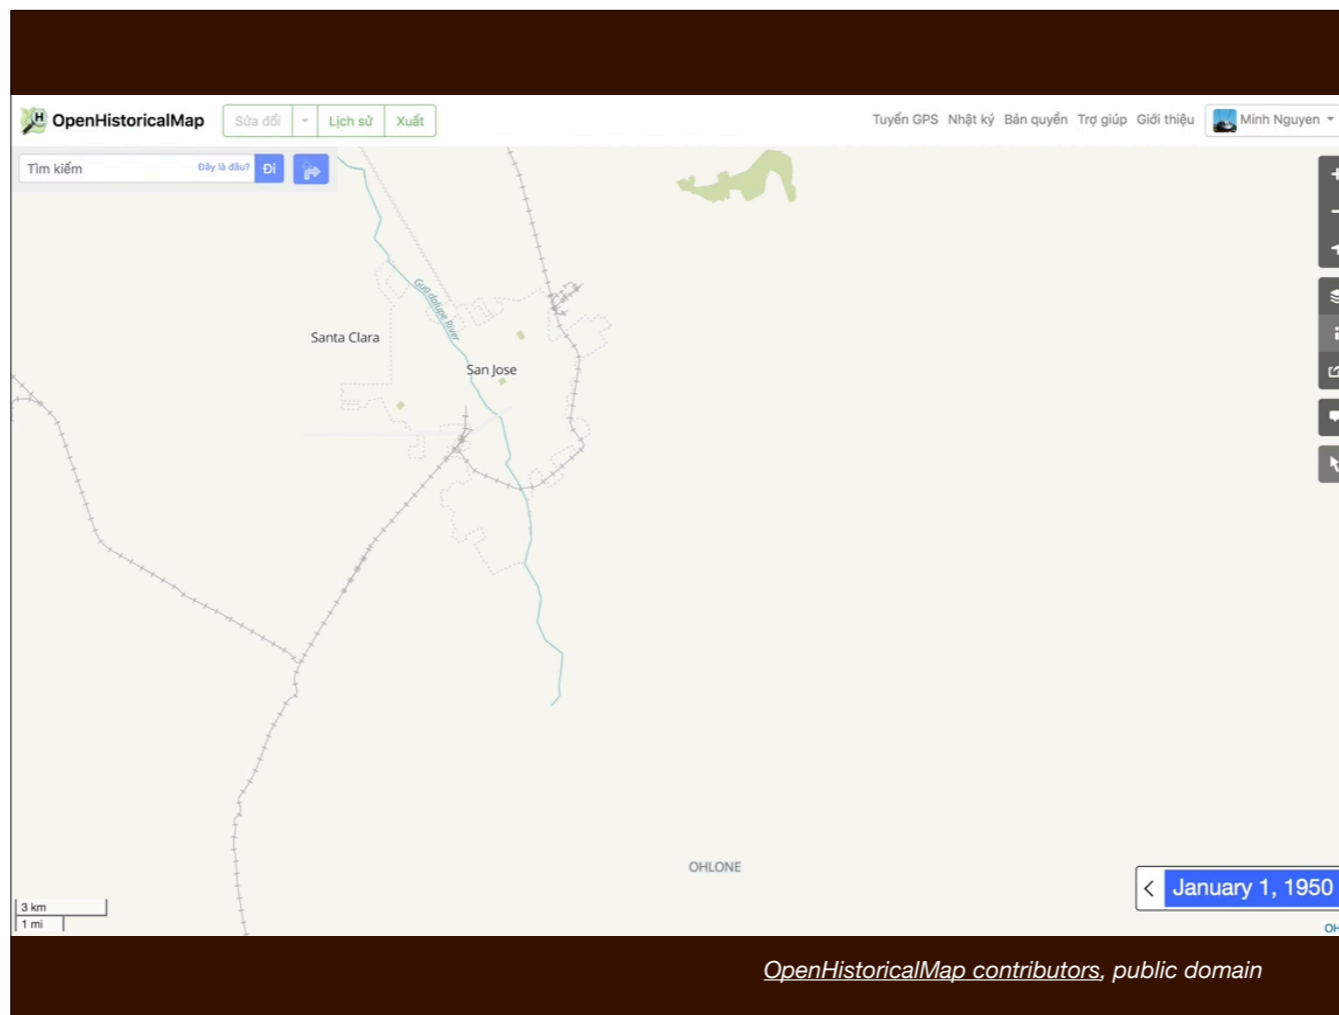 OpenHistoricalMap
Sửa đổi
Lịch sử
Xuất
Tuyến GPS
Nhật ký
Bản quyền
Trợ giúp
Giới thiệu
Minh Nguyen
Tìm kiếm
Đây là đâu?
Đi
Guadalupe River
Santa Clara
San Jose
OHLONE
January 1, 1950
3 km
1 mi
OpenHistoricalMap contributors, public domain